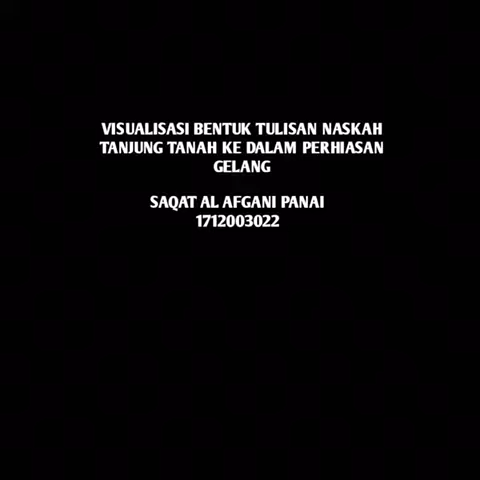 VISUALISASI BENTUK TULISAN NASKAH
TANJUNG TANAH KE DALAM PERHIASAN
GELANG
SAQAT AL AFGANI PANAI
1712003022